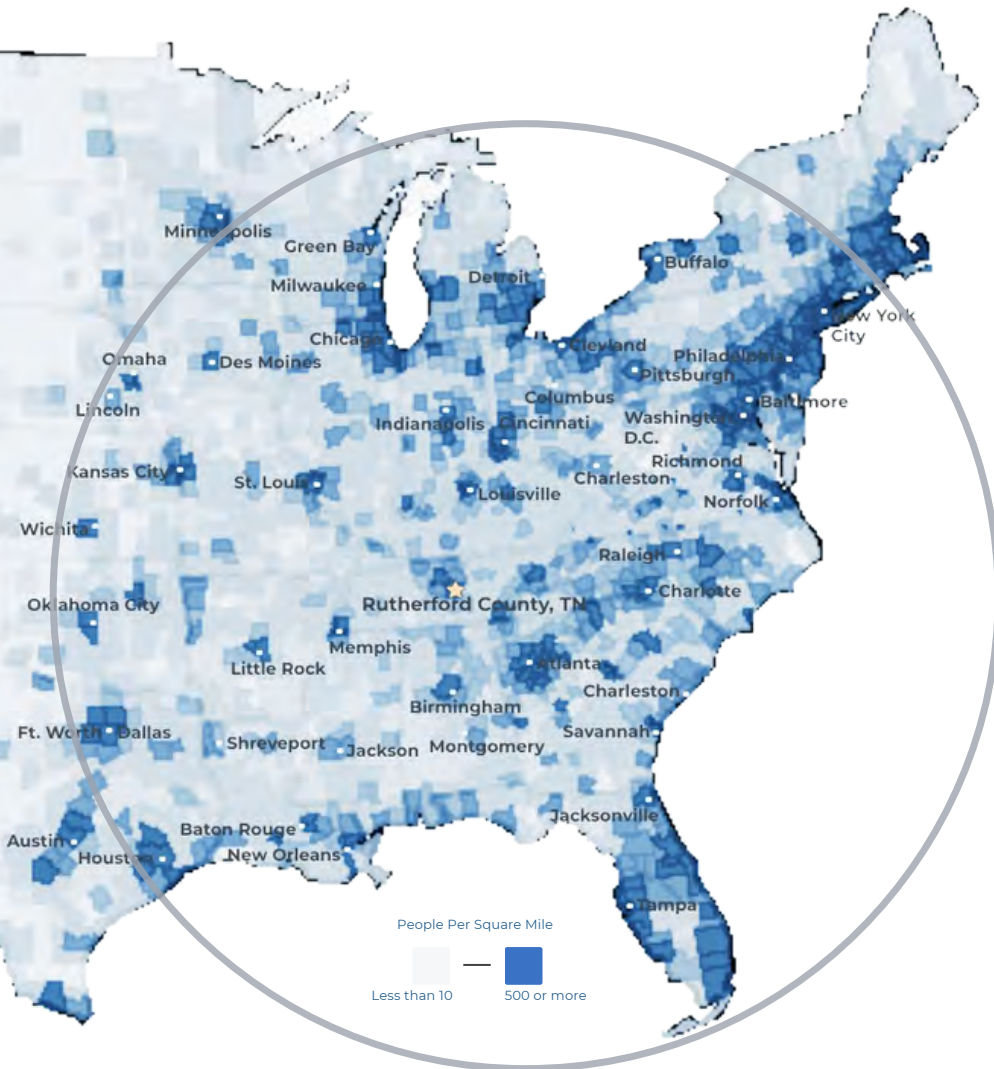 Minneapolis
Green Bay
Milwaukee
Detroit
Buffalo
New York
City
Chicago
Clevland
Omaha
Des Moines
Philadelphia
Pittsburgh
Lincoln
Columbus
Baltimore
Indianapolis
Cincinnati
Washington
D.C.
Kansas City
St. Louis
Richmond
Charleston
Louisville
Norfolk
Wichita
Raleigh
Oklahoma City
Rutherford County, TN
Charlotte
Memphis
Little Rock
Atlanta
Charleston
Birmingham
Ft. Worth
Dallas
Shreveport
Jackson
Montgomery
Savannah
Jacksonville
Baton Rouge
Austin
Houston
New Orleans
Tampa
People Per Square Mile
Less than 10
500 or more